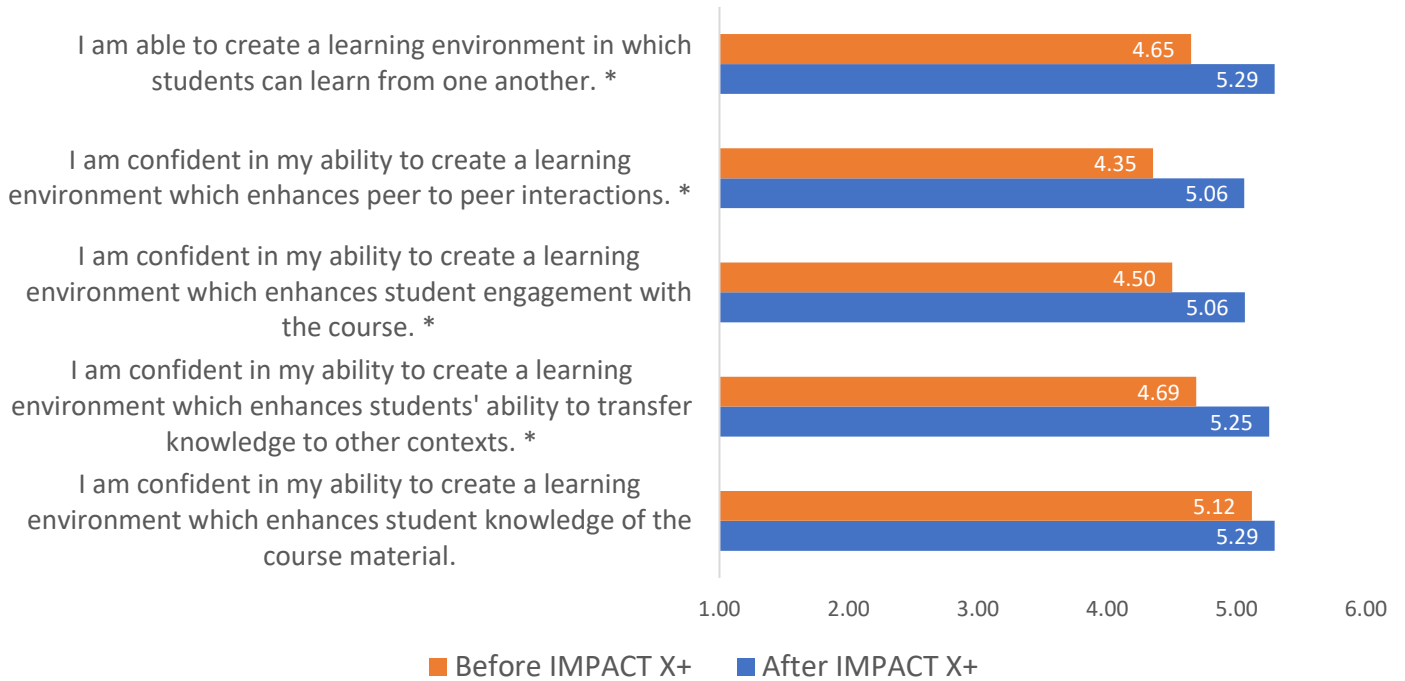 I am able to create a learning environment in which
students can learn from one another. *
4.65
5.29
I am confident in my ability to create a learning
environment which enhances peer to peer interactions. *
4.35
5.06
I am confident in my ability to create a learning
environment which enhances student engagement with
the course. *
4.50
5.06
I am confident in my ability to create a learning
environment which enhances students' ability to transfer
knowledge to other contexts. *
4.69
5.25
I am confident in my ability to create a learning
environment which enhances student knowledge of the
course material.
5.12
5.29
1.00 2.00 3.00 4.00 5.00 6.00
Before IMPACT X+ After IMPACT X+